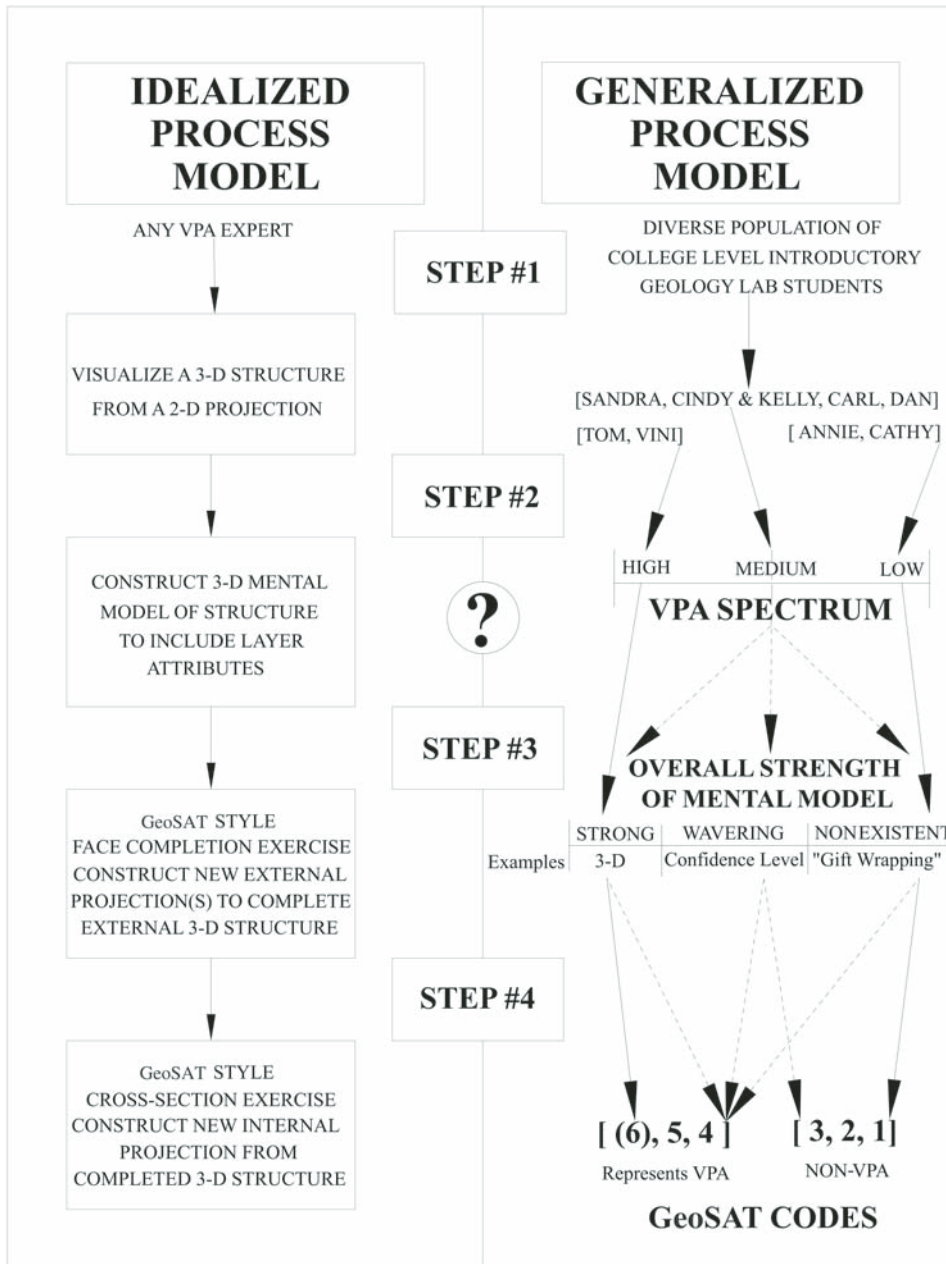 IDEALIZED
PROCESS
MODEL
ANY VPA EXPERT
VISUALIZE A 3-D STRUCTURE
FROM A 2-D PROJECTION
CONSTRUCT 3-D MENTAL
MODEL OF STRUCTURE
TO INCLUDE LAYER
ATTRIBUTES
GeoSAT STYLE
FACE COMPLETION EXERCISE
CONSTRUCT NEW EXTERNAL
PROJECTION(S) TO COMPLETE
EXTERNAL 3-D STRUCTURE
GeoSAT STYLE
CROSS-SECTION EXERCISE
CONSTRUCT NEW INTERNAL
PROJECTION FROM
COMPLETED 3-D STRUCTURE
STEP #1
STEP #2
?
STEP #3
STEP #4
GENERALIZED
PROCESS
MODEL
DIVERSE POPULATION OF
COLLEGE LEVEL INTRODUCTORY
GEOLOGY LAB STUDENTS
[SANDRA, CINDY & KELLY, CARL, DAN]
[TOM, VINI] [ ANNIE, CATHY]
HIGH MEDIUM LOW
VPA SPECTRUM
OVERALL STRENGTH
OF MENTAL MODEL
STRONG WAVERING NONEXISTENT
Examples 3-D Confidence Level "Gift Wrapping"
[ (6), 5, 4 ] [ 3, 2, 1]
Represents VPA NON-VPA
GeoSAT CODES